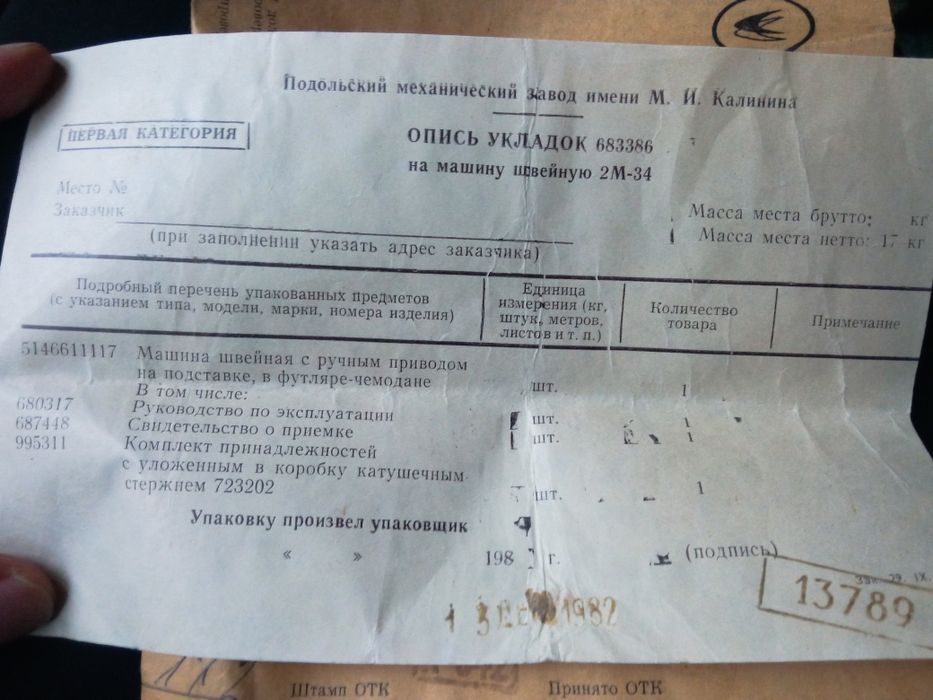 Подольский механический завод имени М. И. Калинина
ПЕРВАЯ КАТЕГОРИЯ
ОПИСЬ УКЛАДОК 683386
на машину швейную 2М-34
Место №
Заказчик
(при заполнении указать адрес заказчика)
Масса места брутто: кг
Масса места нетто: 17 кг
Подробный перечень упакованных предметов
(с указанием типа, модели, марки, номера изделия)
Единица
измерения (кг,
штук, метров,
листов и т. п.)
Количество
товара
Примечание
5146611117 Машина швейная с ручным приводом
на подставке, в футляре-чемодане шт. 1
В том числе:
680317 Руководство по эксплуатации шт. 1
687448 Свидетельство о приемке шт. 1
995311 Комплект принадлежностей
с уложенным в коробку катушечным
стержнем 723202 шт. 1
Упаковку произвел упаковщик
« » 198 г. (подпись)
13 ДЕК 1982
13789
Штамп ОТК Принято ОТК